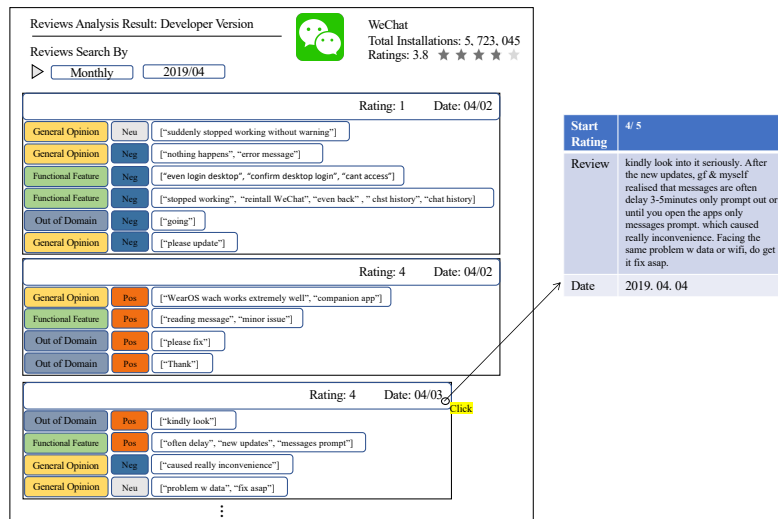 Reviews Analysis Result: Developer Version
WeChat
Total Installations: 5, 723, 045
Ratings: 3.8
Reviews Search By
Monthly 2019/04
Rating: 1 Date: 04/02
General Opinion Neu [“suddenly stopped working without warning”]
General Opinion Neg [“nothing happens”, “error message”]
Functional Feature Neg [“even login desktop”, “confirm desktop login”, “cant access”]
Functional Feature Neg [“stopped working”, “reintall WeChat”, “even back” , ” chst history”, “chat history]
Out of Domain Neg [“going”]
General Opinion Neg [“please update”]
Rating: 4 Date: 04/02
General Opinion Pos [“WearOS wach works extremely well”, “companion app”]
Functional Feature Pos [“reading message”, “minor issue”]
Out of Domain Pos [“please fix”]
Out of Domain Pos [“Thank”]
Rating: 4 Date: 04/03
Click
Out of Domain Pos [“kindly look”]
Functional Feature Pos [“often delay”, “new updates”, “messages prompt”]
General Opinion Neg [“caused really inconvenience”]
General Opinion Neu [“problem w data”, “fix asap”]
Start Rating 4/ 5
Review kindly look into it seriously. After
the new updates, gf & myself
realised that messages are often
delay 3-5minutes only prompt out or
until you open the apps only
messages prompt. which caused
really inconvenience. Facing the
same problem w data or wifi, do get
it fix asap.
Date 2019. 04. 04